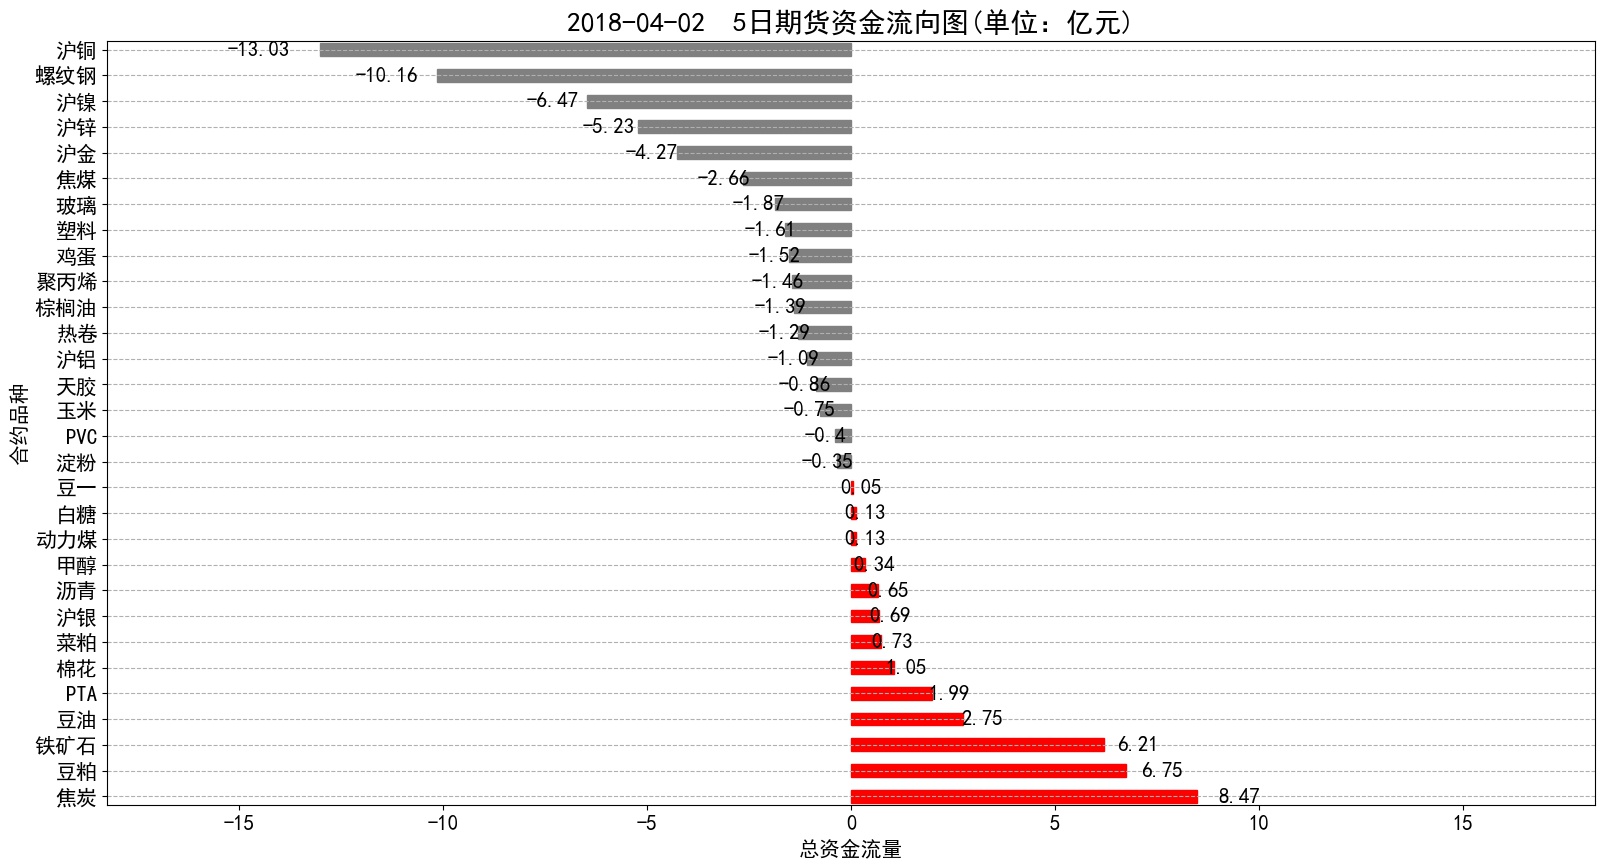 2018-04-02  5日期货资金流向图(单位：亿元)
沪铜 -13.03
螺纹钢 -10.16
沪镍 -6.47
沪锌 -5.23
沪金 -4.27
焦煤 -2.66
玻璃 -1.87
塑料 -1.61
鸡蛋 -1.52
聚丙烯 -1.46
棕榈油 -1.39
热卷 -1.29
沪铝 -1.09
天胶 -0.86
玉米 -0.75
PVC -0.4
淀粉 -0.35
豆一 0.05
白糖 0.13
动力煤 0.13
甲醇 0.34
沥青 0.65
沪银 0.69
菜粕 0.73
棉花 1.05
PTA 1.99
豆油 2.75
铁矿石 6.21
豆粕 6.75
焦炭 8.47
合约品种
-15 -10 -5 0 5 10 15
总资金流量